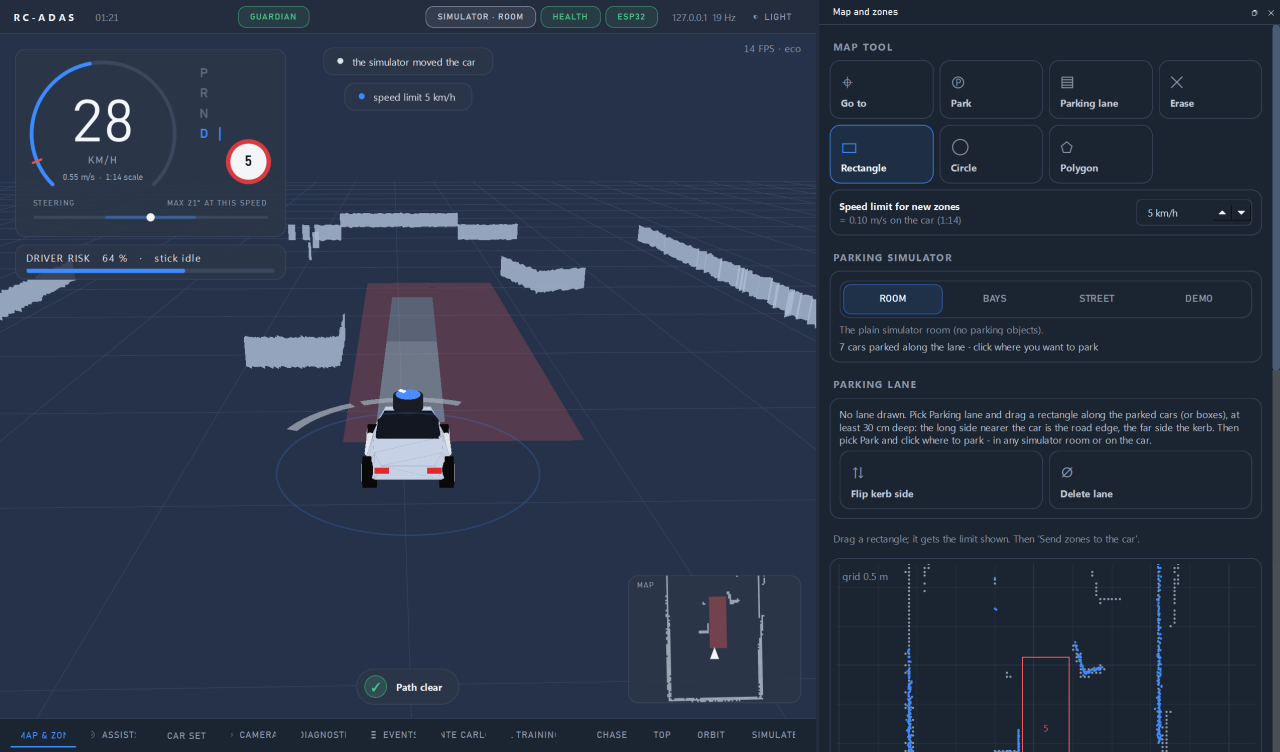 RC-ADAS 01:21 GUARDIAN SIMULATOR · ROOM HEALTH ESP32 127.0.0.1 19 Hz LIGHT
14 FPS · eco
the simulator moved the car
speed limit 5 km/h
P
R
N
D
28
KM/H
0.55 m/s · 1:14 scale
5
STEERING MAX 21° AT THIS SPEED
DRIVER RISK 64 % · stick idle
MAP
✓ Path clear
CAR SET CAMERA EVENTS CHASE TOP ORBIT
Map and zones
MAP TOOL
Go to Park Parking lane Erase
Rectangle Circle Polygon
Speed limit for new zones
= 0.10 m/s on the car (1:14)
5 km/h
PARKING SIMULATOR
ROOM BAYS STREET DEMO
The plain simulator room (no parking objects).
7 cars parked along the lane · click where you want to park
PARKING LANE
No lane drawn. Pick Parking lane and drag a rectangle along the parked cars (or boxes), at
least 30 cm deep: the long side nearer the car is the road edge, the far side the kerb. Then
pick Park and click where to park - in any simulator room or on the car.
Flip kerb side Delete lane
Drag a rectangle; it gets the limit shown. Then 'Send zones to the car'.
grid 0.5 m
5